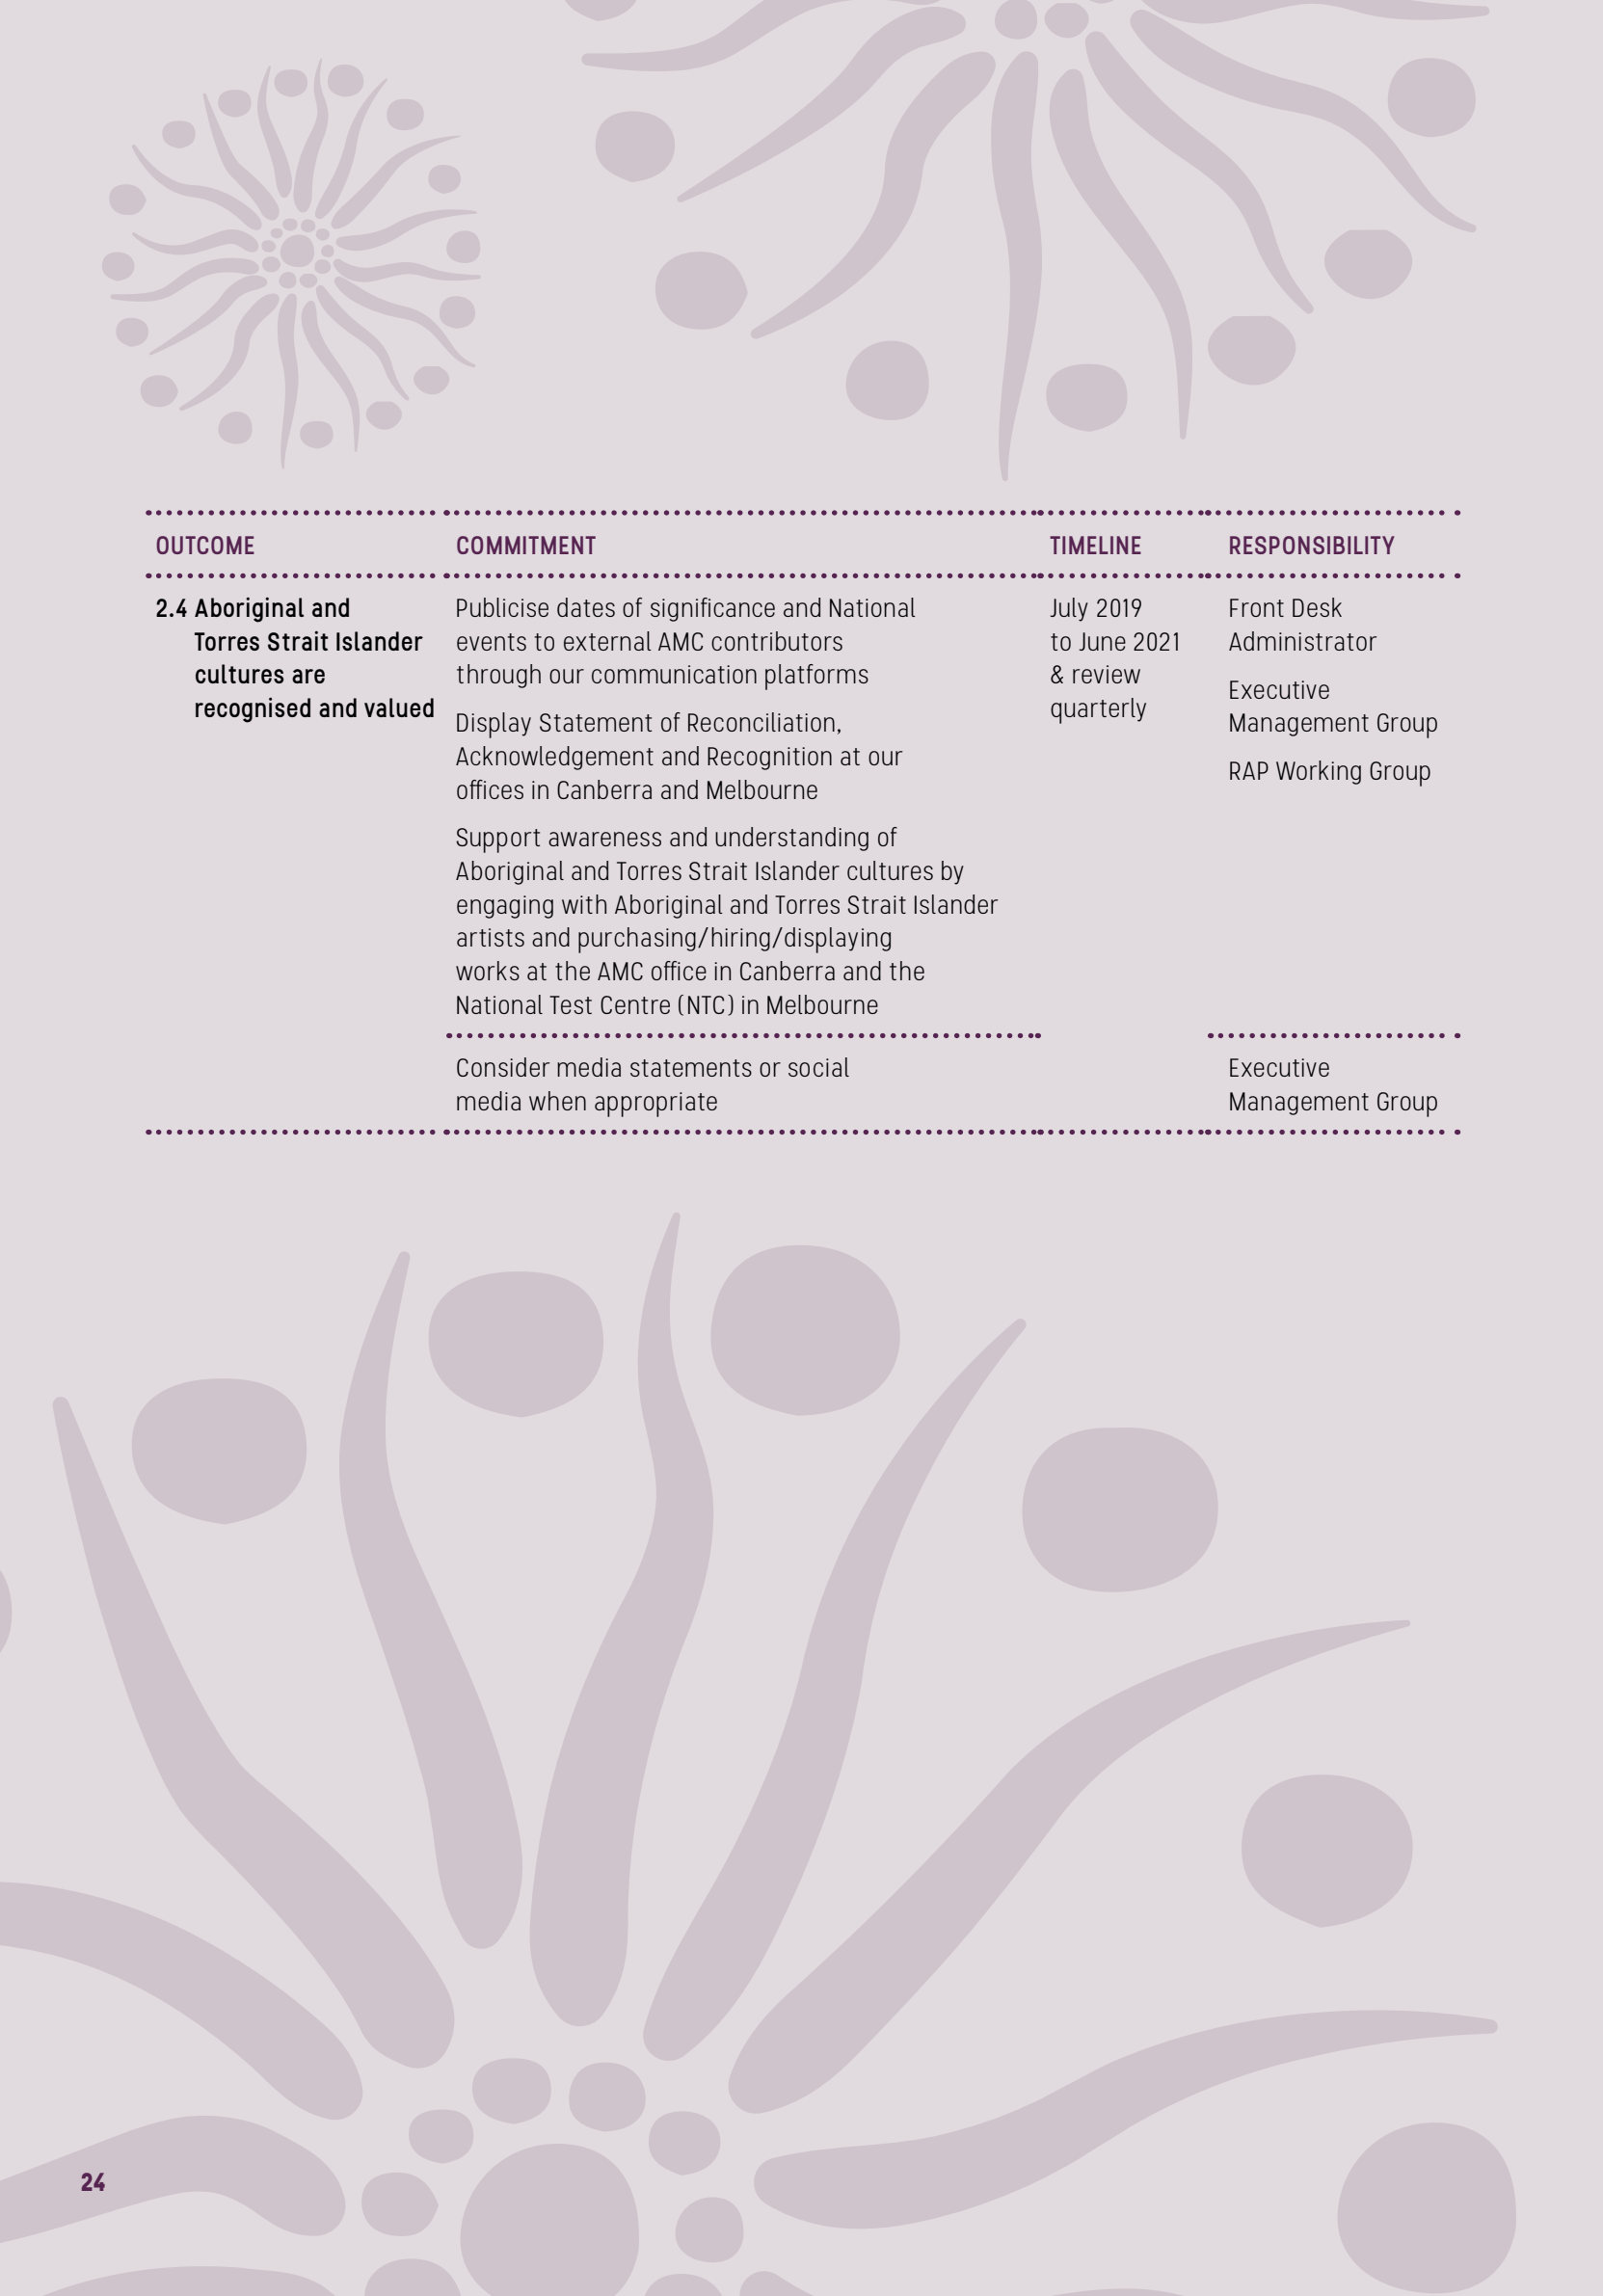 OUTCOME
COMMITMENT
TIMELINE
RESPONSIBILITY
2.4 Aboriginal and
Torres Strait Islander
cultures are
recognised and valued
Publicise dates of significance and National
events to external AMC contributors
through our communication platforms
Display Statement of Reconciliation,
Acknowledgement and Recognition at our
offices in Canberra and Melbourne
Support awareness and understanding of
Aboriginal and Torres Strait Islander cultures by
engaging with Aboriginal and Torres Strait Islander
artists and purchasing/hiring/displaying
works at the AMC office in Canberra and the
National Test Centre (NTC) in Melbourne
July 2019
to June 2021
& review
quarterly
Front Desk
Administrator
Executive
Management Group
RAP Working Group
Consider media statements or social
media when appropriate
Executive
Management Group
24